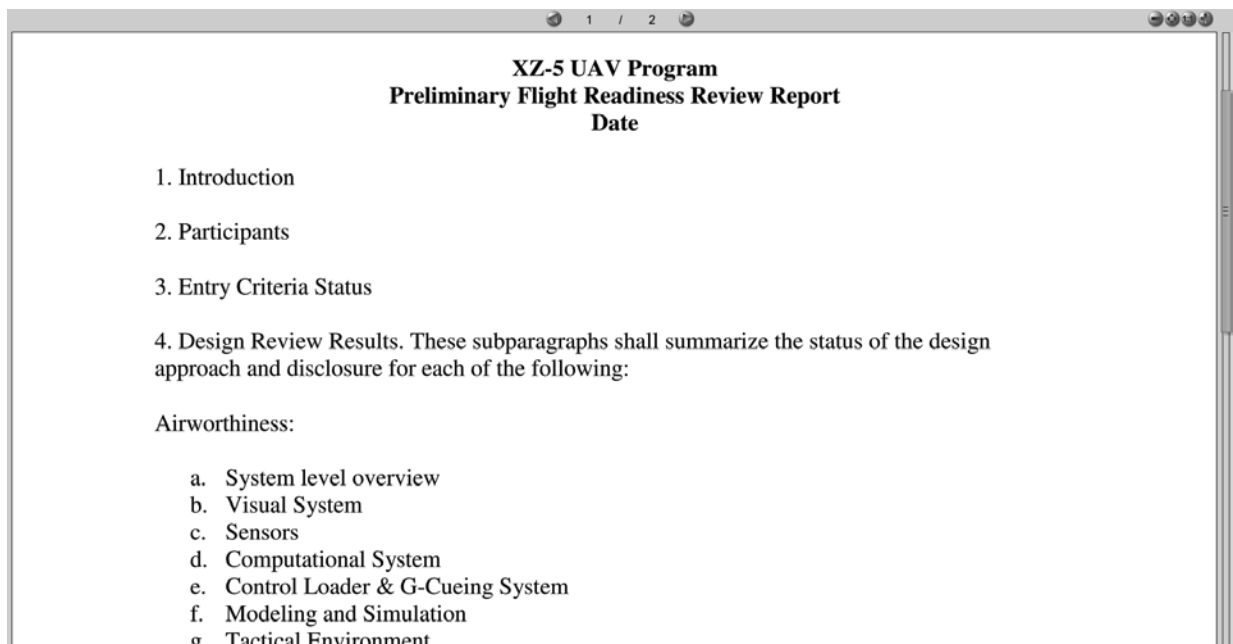 1 / 2
XZ-5 UAV Program
Preliminary Flight Readiness Review Report
Date
1. Introduction
2. Participants
3. Entry Criteria Status
4. Design Review Results. These subparagraphs shall summarize the status of the design
approach and disclosure for each of the following:
Airworthiness:
a. System level overview
b. Visual System
c. Sensors
d. Computational System
e. Control Loader & G-Cueing System
f. Modeling and Simulation
g. Tactical Environment